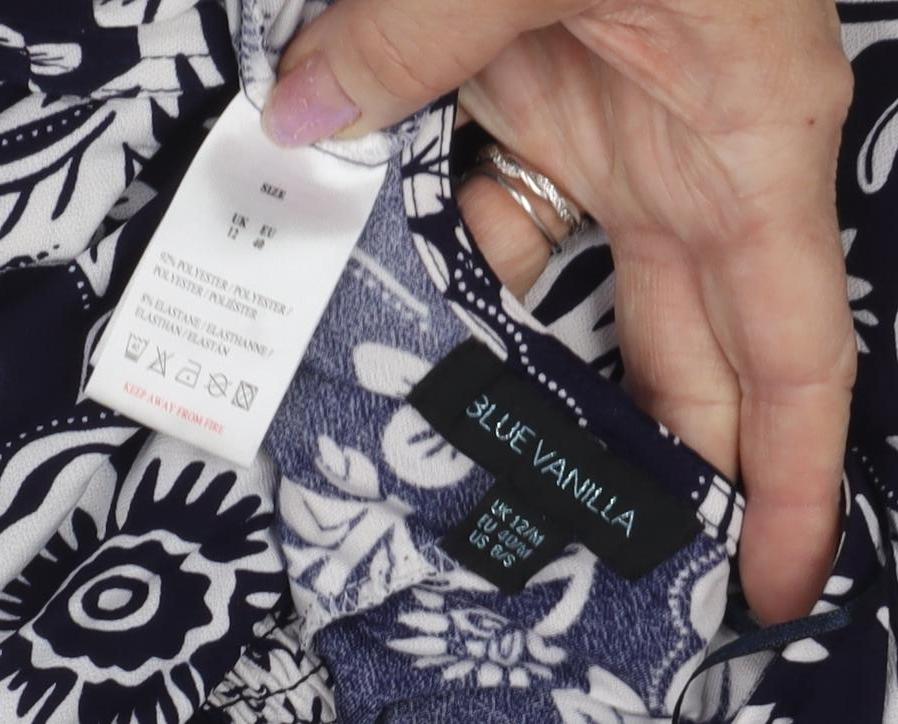 SIZE
UK EU
12 40
92% POLYESTER / POLYESTER /
POLYESTER / POLIÉSTER
8% ELASTANE / ELASTHANNE /
ELASTHAN / ELASTÁN
KEEP AWAY FROM FIRE
BLUE VANILLA
UK 12/M
EU 40/M
US 8/S